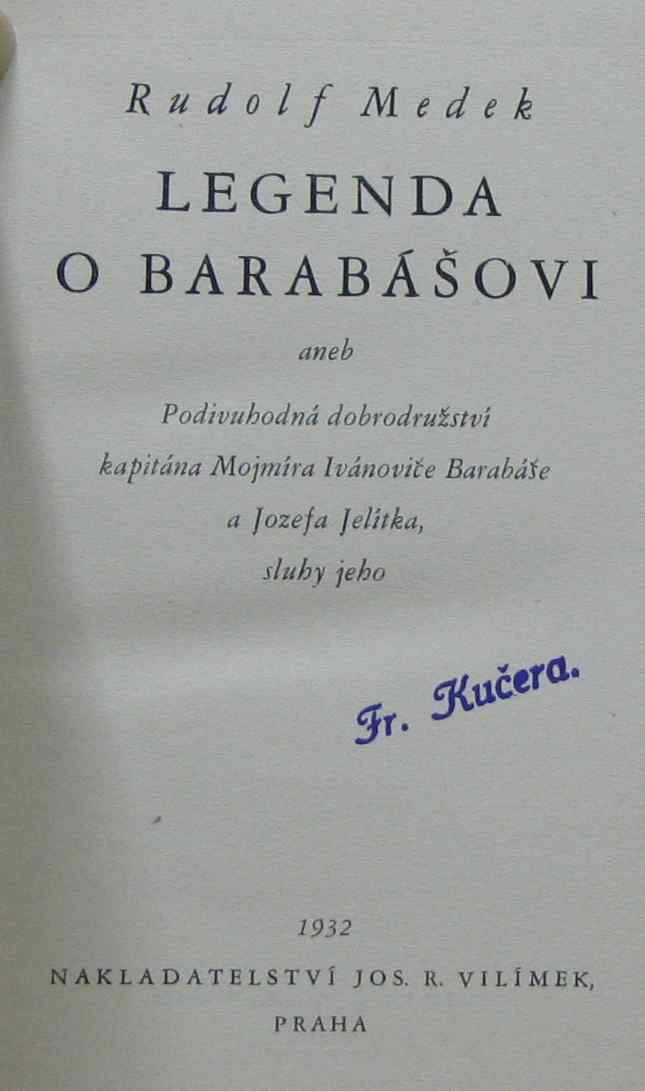 Rudolf Medek
LEGENDA
O BARABÁŠOVI
aneb
Podivuhodná dobrodružství
kapitána Mojmíra Ivánoviče Barabáše
a Jozefa Jelítka,
sluhy jeho
Fr. Kučera.
1932
NAKLADATELSTVÍ JOS. R. VILÍMEK,
PRAHA